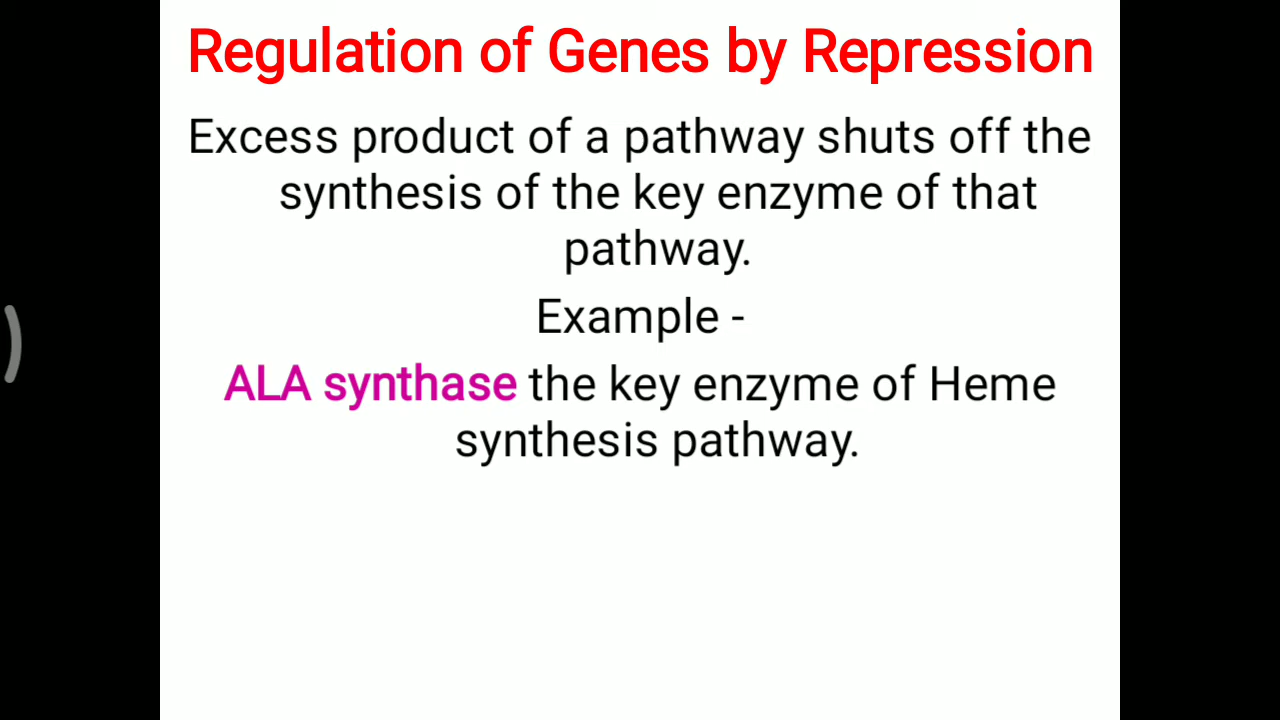 Regulation of Genes by Repression
Excess product of a pathway shuts off the
synthesis of the key enzyme of that
pathway.
Example -
ALA synthase the key enzyme of Heme
synthesis pathway.